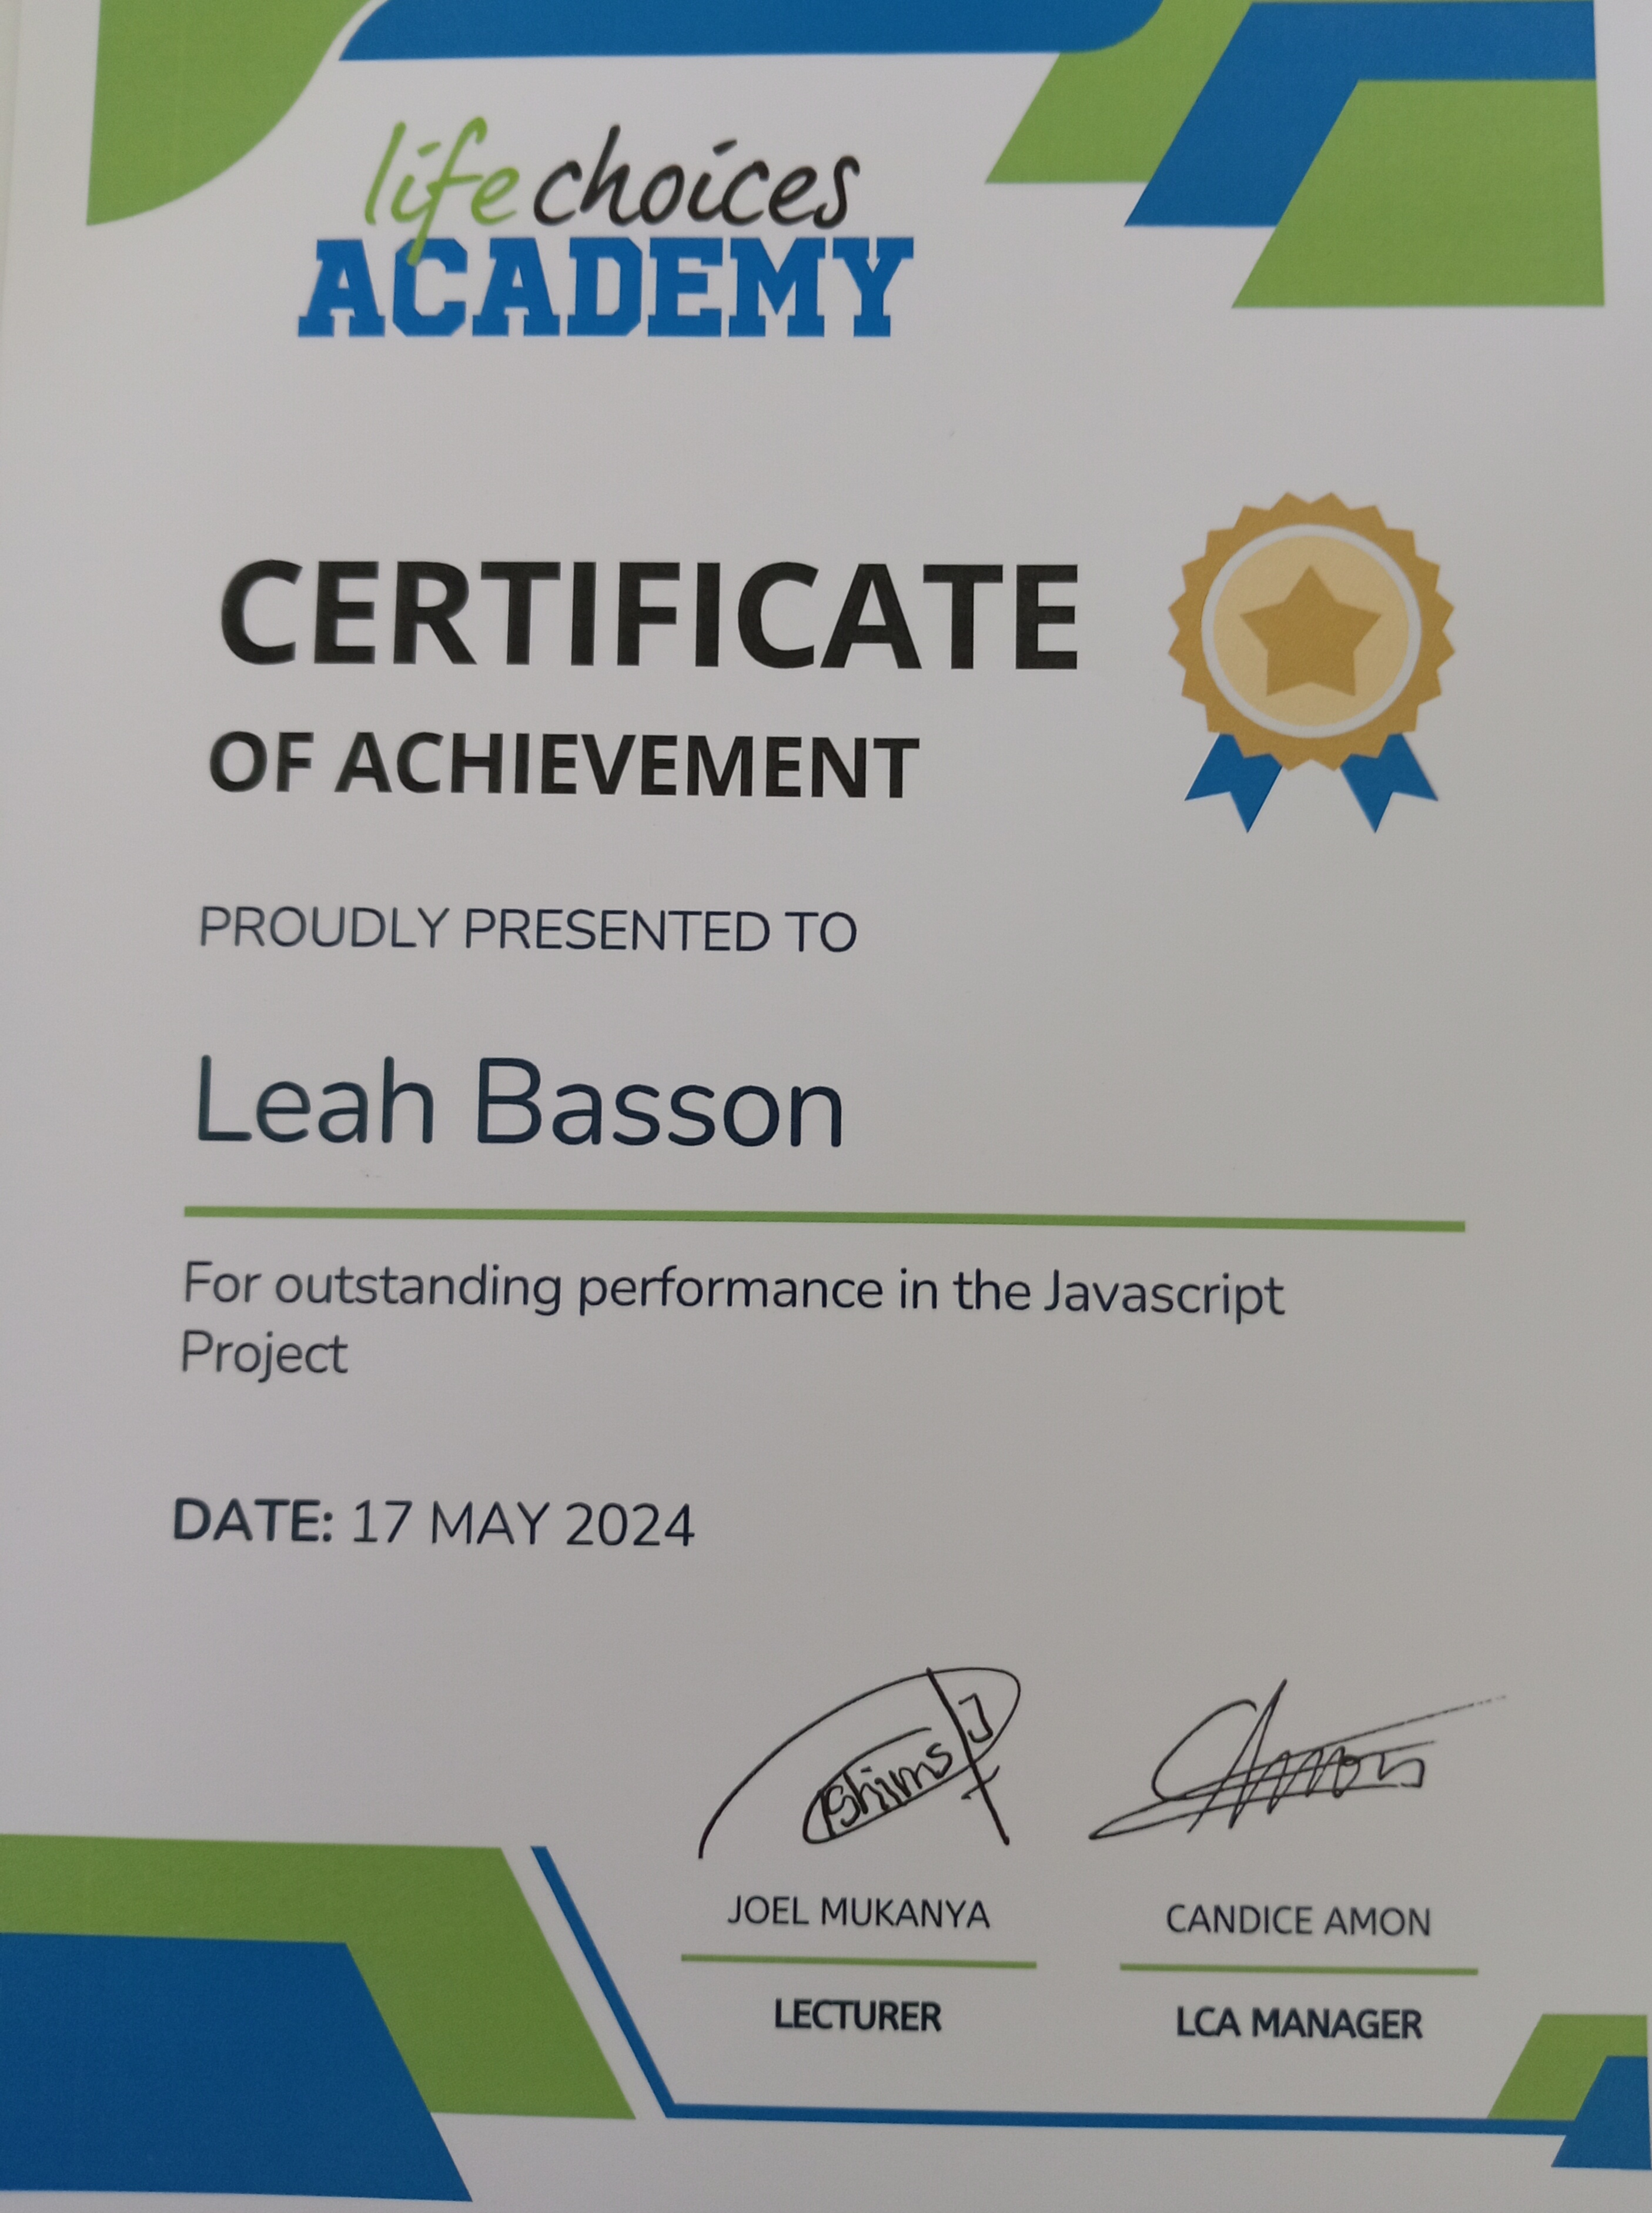 life choices
ACADEMY
CERTIFICATE
OF ACHIEVEMENT
PROUDLY PRESENTED TO
Leah Basson
For outstanding performance in the Javascript
Project
DATE: 17 MAY 2024
Tshims J
Amon
JOEL MUKANYA CANDICE AMON
LECTURER LCA MANAGER